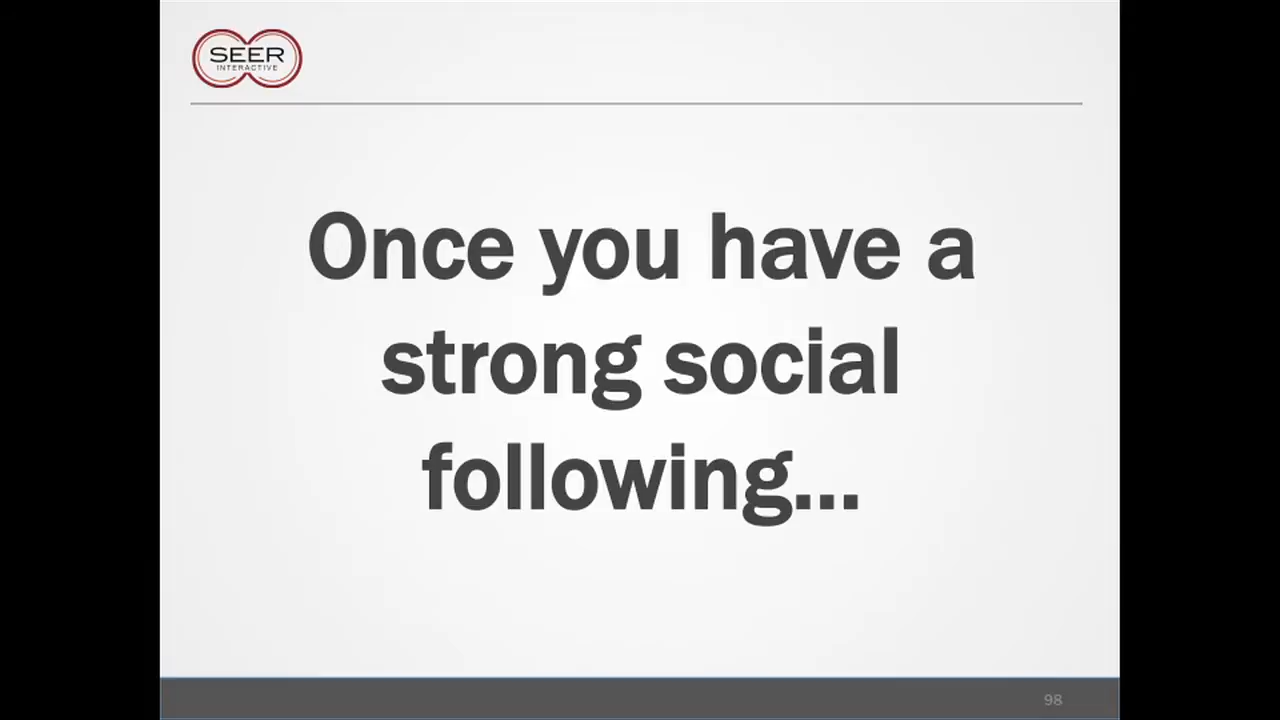 SEER
INTERACTIVE
Once you have a
strong social
following...
98